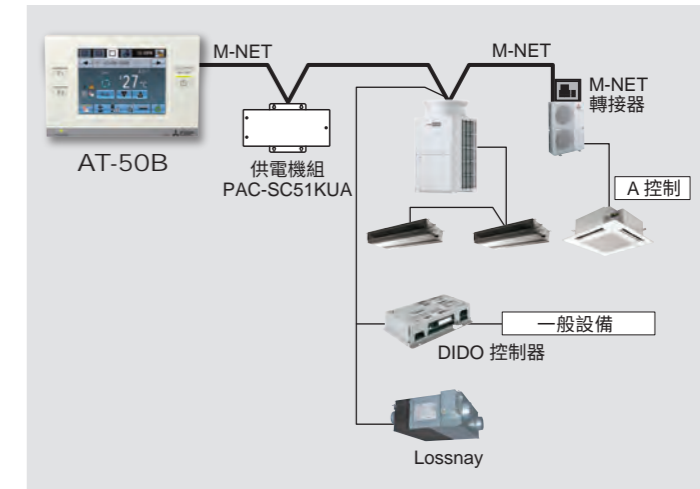 M-NET
M-NET
27
AT-50B
供電機組
PAC-SC51KUA
M-NET
轉接器
A 控制
一般設備
DIDO 控制器
Lossnay